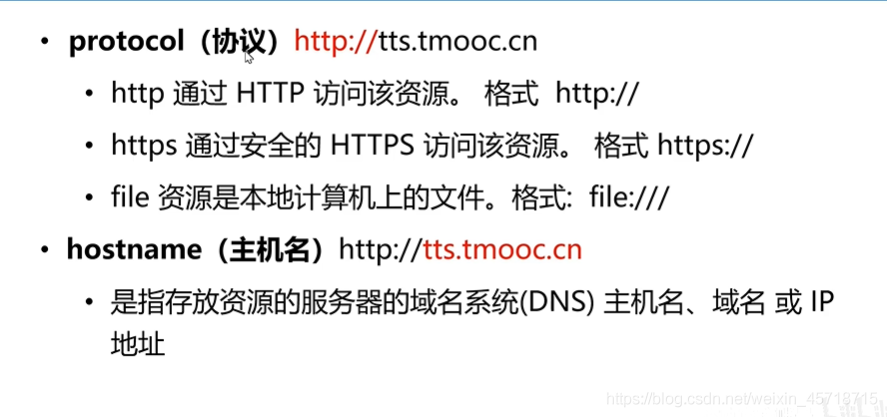 • protocol（协议）http://tts.tmooc.cn
• http 通过 HTTP 访问该资源。 格式 http://
• https 通过安全的 HTTPS 访问该资源。 格式 https://
• file 资源是本地计算机上的文件。格式: file:///
• hostname（主机名）http://tts.tmooc.cn
• 是指存放资源的服务器的域名系统(DNS) 主机名、域名 或 IP
地址
https://blog.csdn.net/weixin_45718715